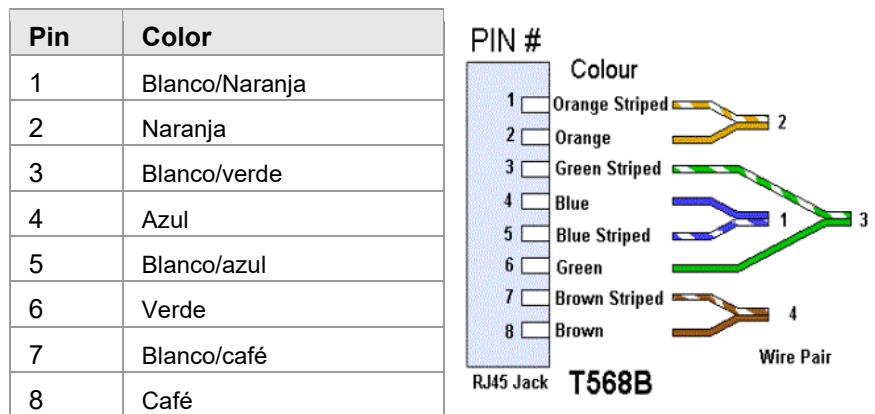 Pin Color
1 Blanco/Naranja
2 Naranja
3 Blanco/verde
4 Azul
5 Blanco/azul
6 Verde
7 Blanco/café
8 Café
PIN #
Colour
1 Orange Striped 2
2 Orange
3 Green Striped
4 Blue
1 3
5 Blue Striped
6 Green
7 Brown Striped
4
8 Brown
Wire Pair
RJ45 Jack T568B